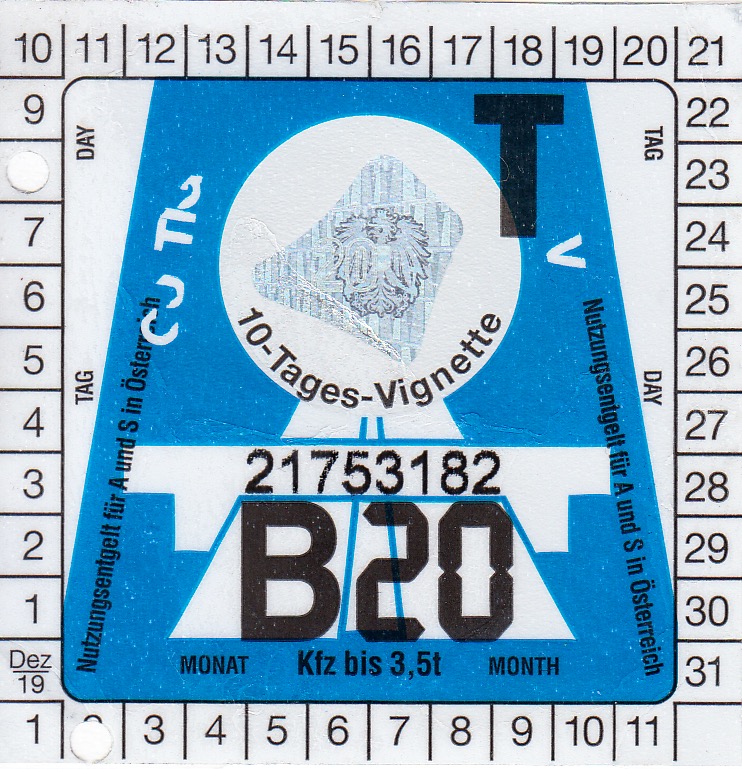 10 11 12 13 14 15 16 17 18 19 20 21
9 22
23
7 24
6 25
5 26
4 27
3 28
2 29
1 30
Dez
19
31
1 3 4 5 6 7 8 9 10 11
DAY
TAG
TAG
DAY
T
10-Tages-Vignette
Nutzungsentgelt für A und S in Österreich
Nutzungsentgelt für A und S in Österreich
21753182
B20
MONAT Kfz bis 3,5t MONTH